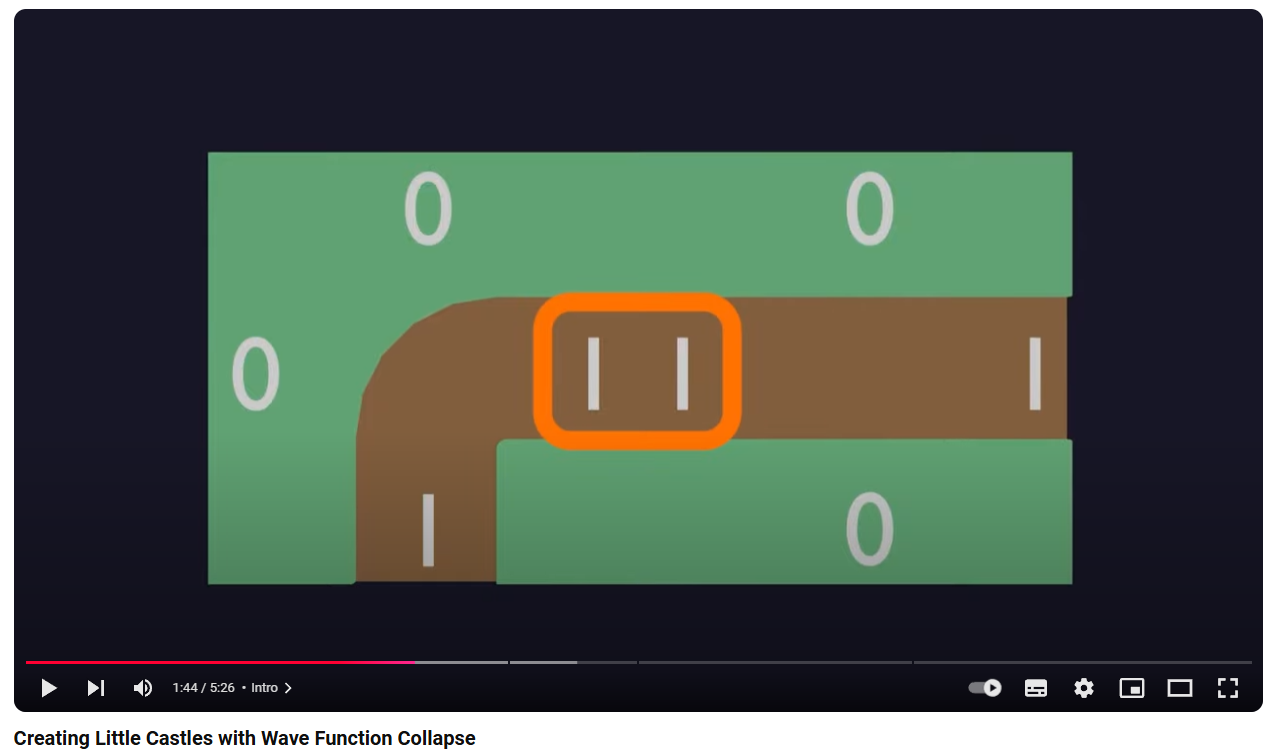 0 0
0 | | |
| 0
1:44 / 5:26 • Intro >
Creating Little Castles with Wave Function Collapse